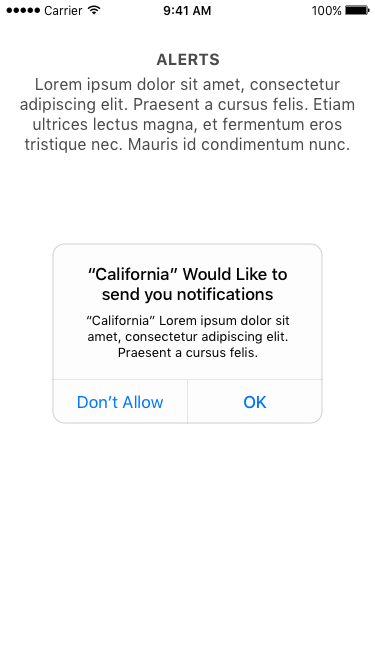 Carrier 9:41 AM 100%
ALERTS
Lorem ipsum dolor sit amet, consectetur
adipiscing elit. Praesent a cursus felis. Etiam
ultrices lectus magna, et fermentum eros
tristique nec. Mauris id condimentum nunc.
“California” Would Like to
send you notifications
“California” Lorem ipsum dolor sit
amet, consectetur adipiscing elit.
Praesent a cursus felis.
Don’t Allow OK